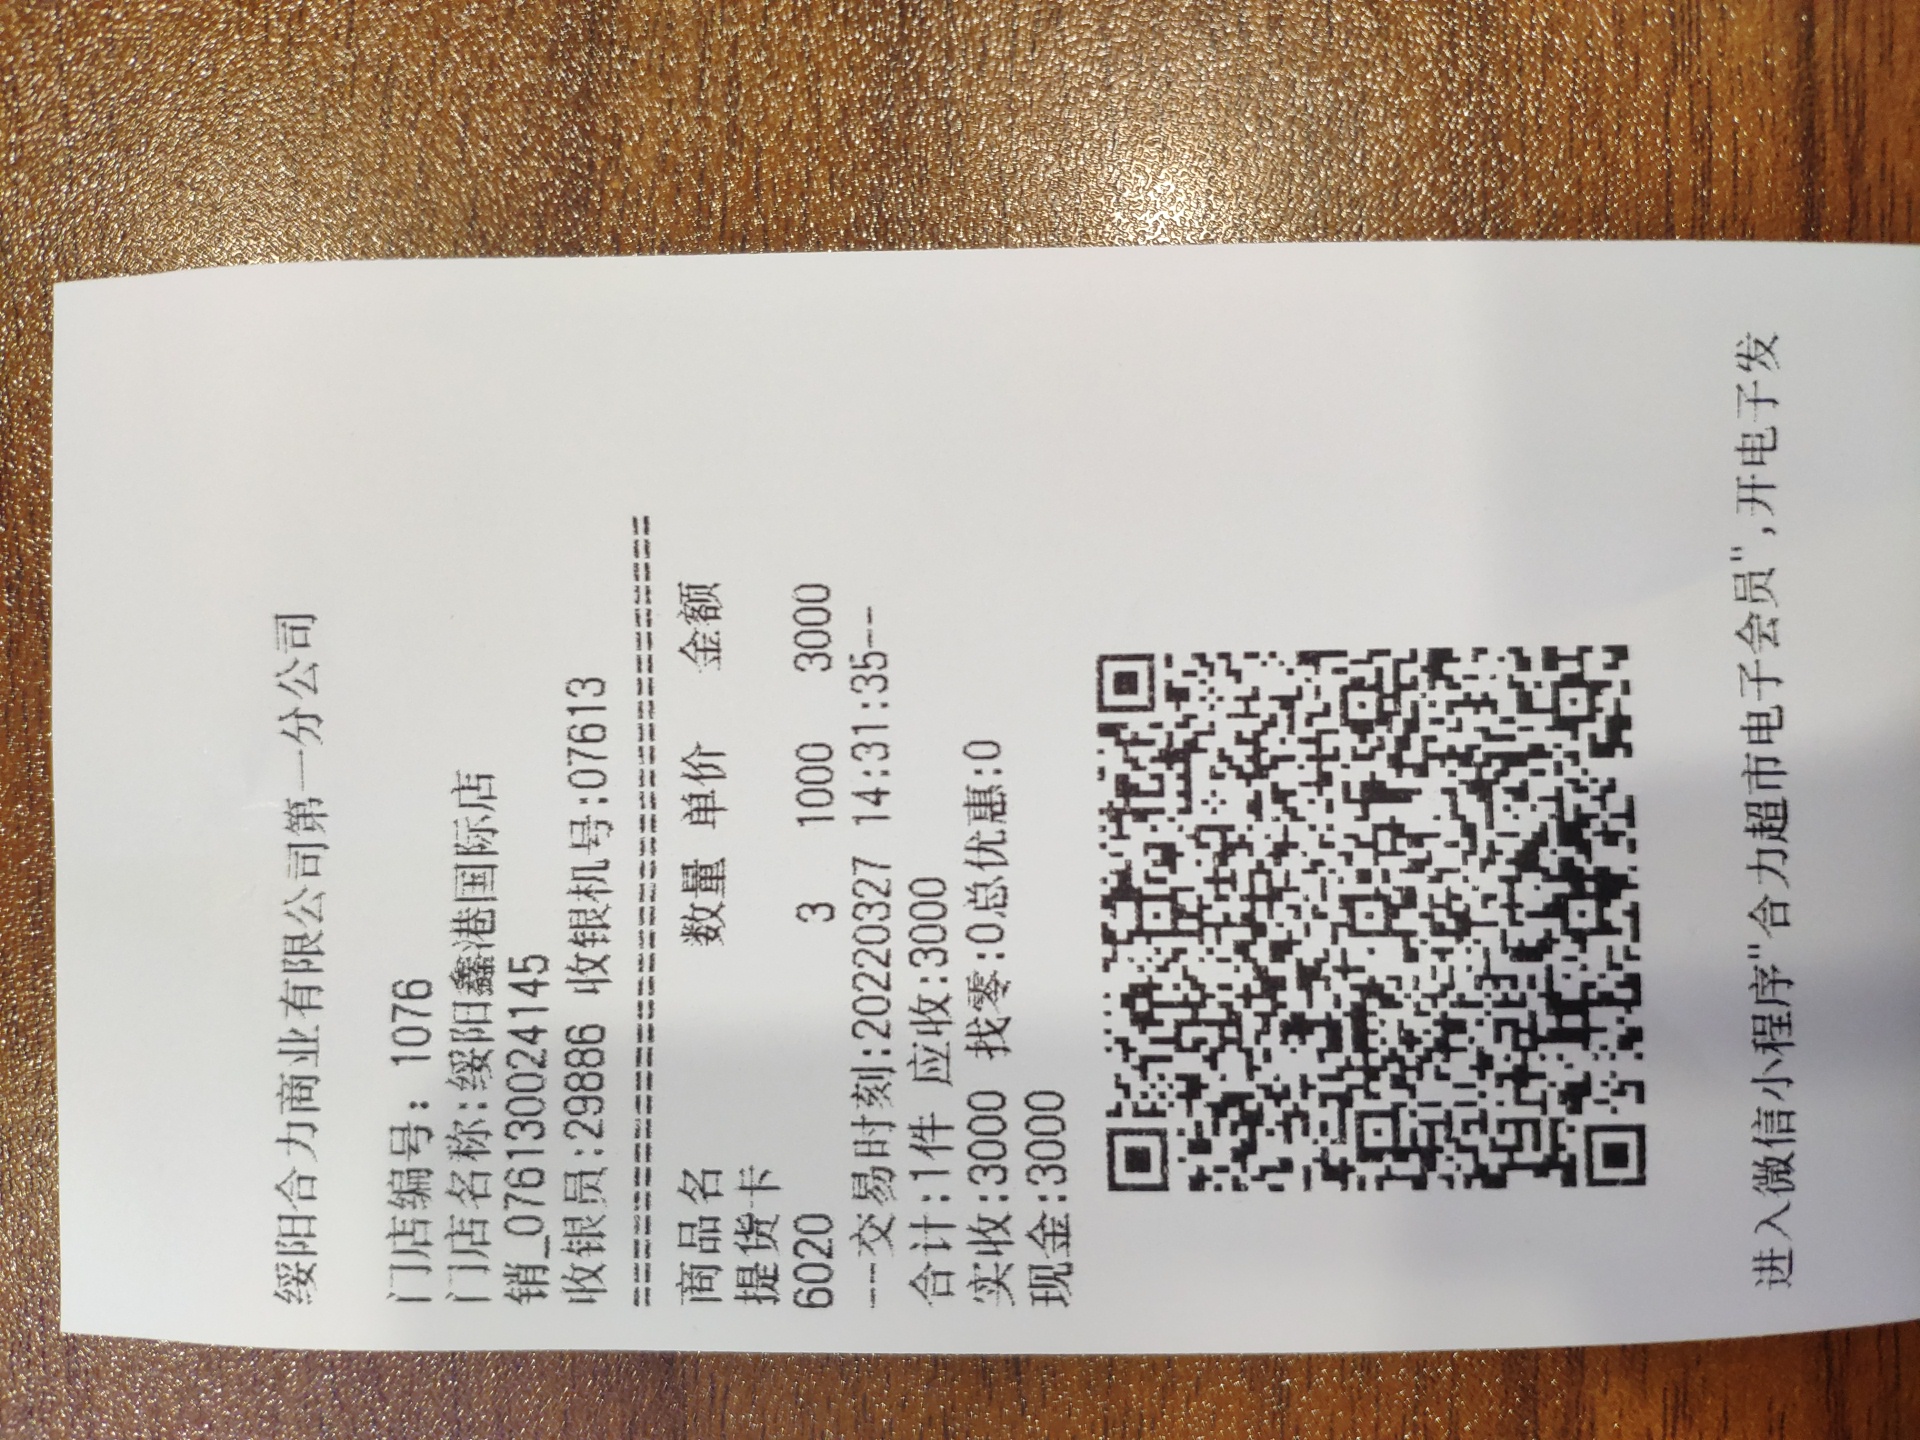 绥阳合力商业有限公司第一分公司
门店编号: 1076
门店名称:绥阳鑫港国际店
销_0761300024145
收银员:29886 收银机号:07613
==================================================
商品名 数量 单价 金额
提货卡
6020 3 1000 3000
---交易时刻:20220327 14:31:35--
合计:1件 应收:3000
实收:3000 找零:0总优惠:0
现金:3000
进入微信小程序"合力超市电子会员",开电子发